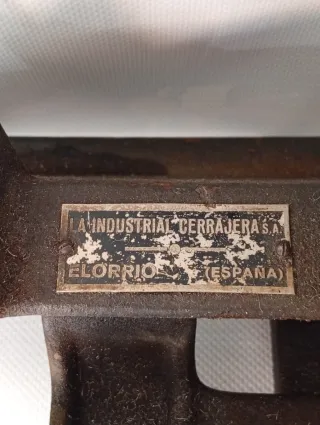 LA INDUSTRIAL CERRAJERA S.A.
ELORRIO (ESPAÑA)